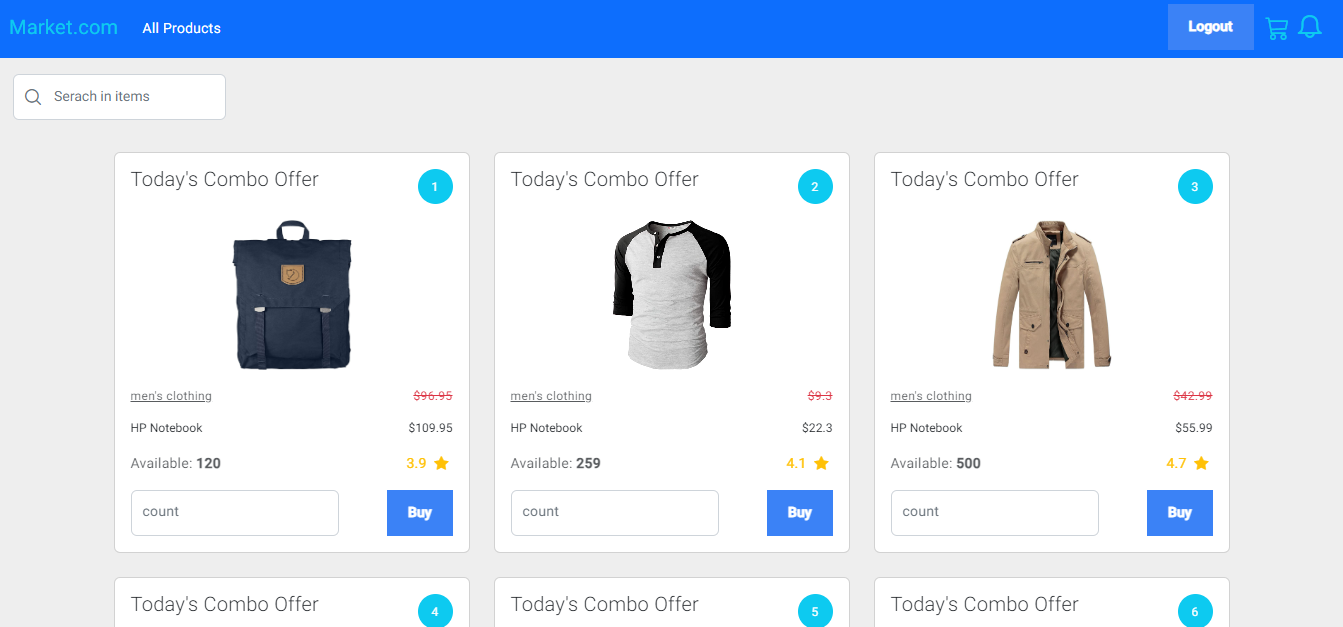 Market.com All Products Logout
Serach in items
Today's Combo Offer 1
men's clothing $96.95
HP Notebook $109.95
Available: 120 3.9
count Buy
Today's Combo Offer 2
men's clothing $9.3
HP Notebook $22.3
Available: 259 4.1
count Buy
Today's Combo Offer 3
men's clothing $42.99
HP Notebook $55.99
Available: 500 4.7
count Buy
Today's Combo Offer 4
Today's Combo Offer 5
Today's Combo Offer 6